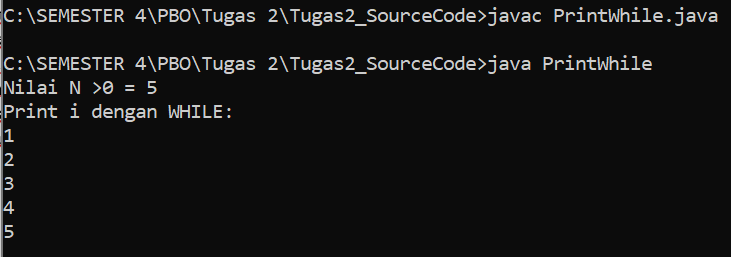 C:\SEMESTER 4\PBO\Tugas 2\Tugas2_SourceCode>javac PrintWhile.java
C:\SEMESTER 4\PBO\Tugas 2\Tugas2_SourceCode>java PrintWhile
Nilai N >0 = 5
Print i dengan WHILE:
1
2
3
4
5